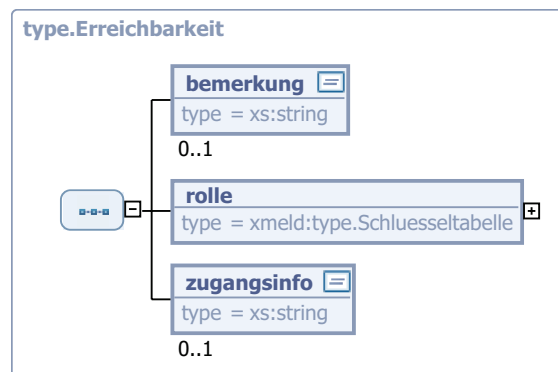 type.Erreichbarkeit
bemerkung
type = xs:string
0..1
rolle
type = xmeld:type.Schluesseltabelle
zugangsinfo
type = xs:string
0..1